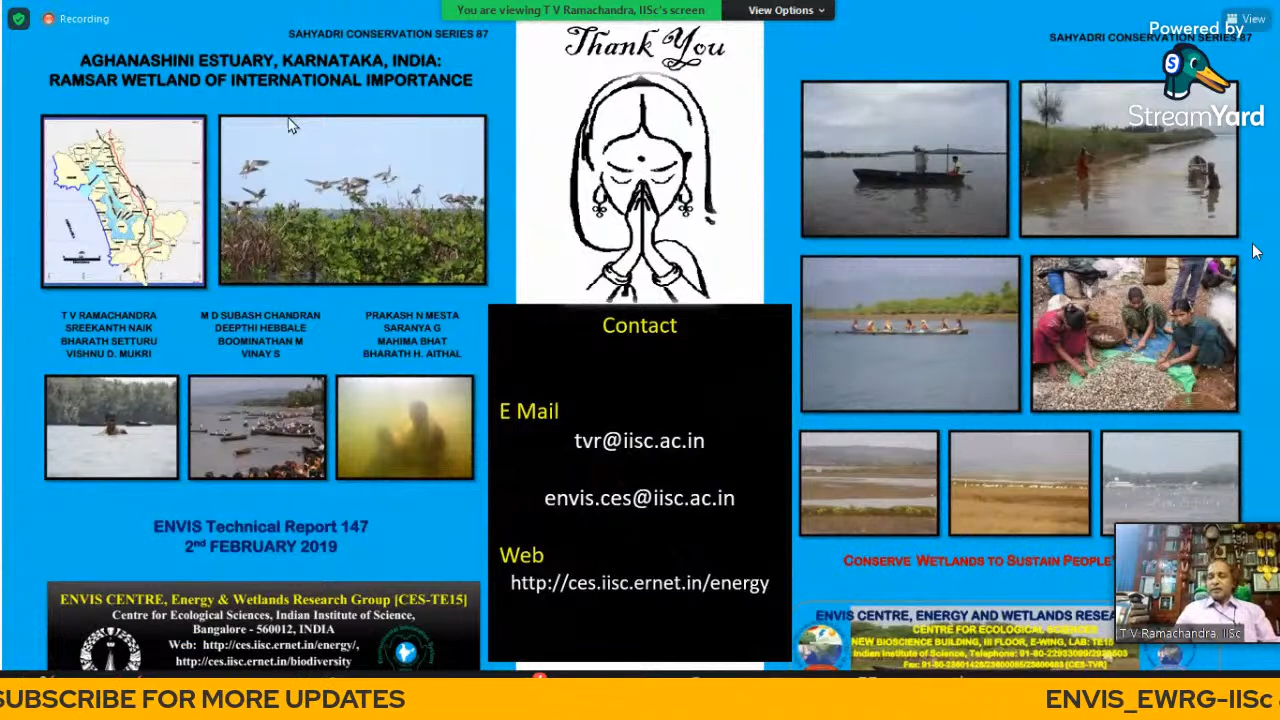 Recording
You are viewing T V Ramachandra, IISc's screen
View Options
View
Powered by
StreamYard
SAHYADRI CONSERVATION SERIES 87
AGHANASHINI ESTUARY, KARNATAKA, INDIA:
RAMSAR WETLAND OF INTERNATIONAL IMPORTANCE
T V RAMACHANDRA
SREEKANTH NAIK
BHARATH SETTURU
VISHNU D. MUKRI
M D SUBASH CHANDRAN
DEEPTHI HEBBALE
BOOMINATHAN M
VINAY S
PRAKASH N MESTA
SARANYA G
MAHIMA BHAT
BHARATH H. AITHAL
ENVIS Technical Report 147
2nd FEBRUARY 2019
ENVIS CENTRE, Energy & Wetlands Research Group [CES-TE15]
Centre for Ecological Sciences, Indian Institute of Science,
Bangalore - 560012, INDIA
Web: http://ces.iisc.ernet.in/energy/,
http://ces.iisc.ernet.in/biodiversity
Thank You
Contact
E Mail
tvr@iisc.ac.in
envis.ces@iisc.ac.in
Web
http://ces.iisc.ernet.in/energy
SAHYADRI CONSERVATION SERIES 87
CONSERVE WETLANDS TO SUSTAIN PEOPLE'
ENVIS CENTRE, ENERGY AND WETLANDS RESEA
CENTRE FOR ECOLOGICAL SCIENCES
NEW BIOSCIENCE BUILDING, III FLOOR, E-WING, LAB: TE15
Indian Institute of Science, Telephone:
T V Ramachandra, IISc
SUBSCRIBE FOR MORE UPDATES
ENVIS_EWRG-IISc